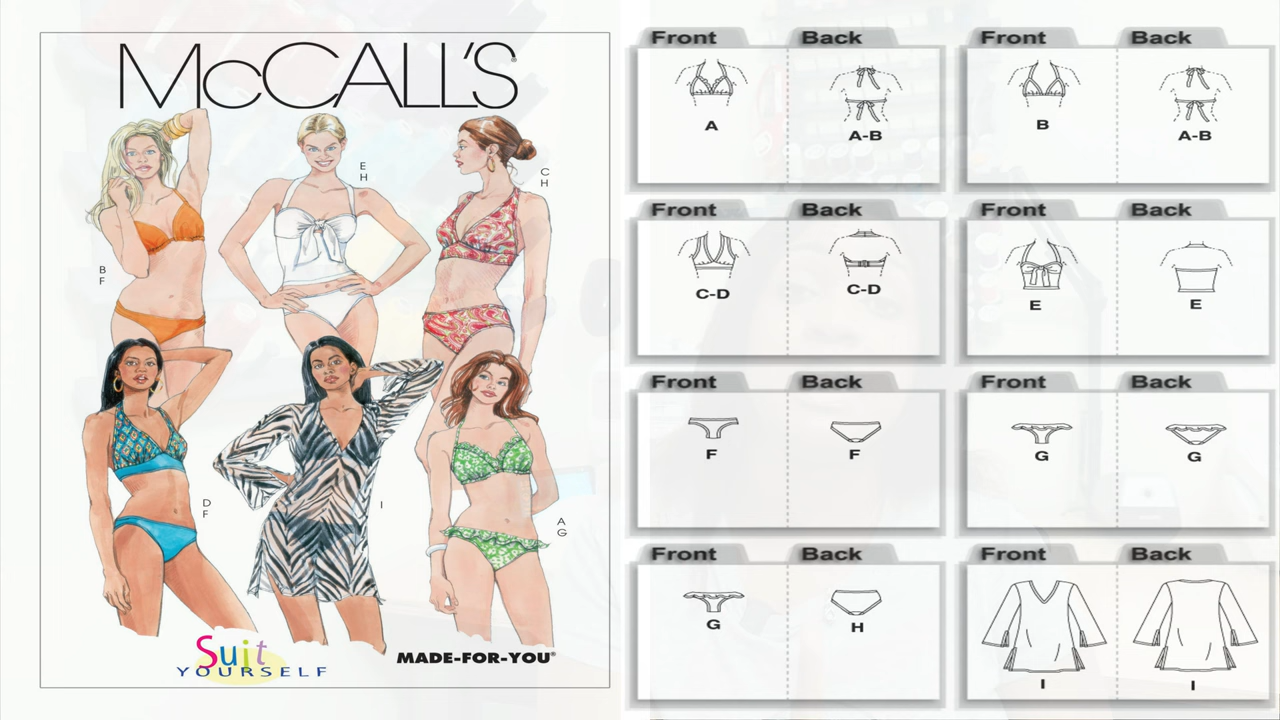 McCALL'S®
E
H
C
H
B
F
D
F
I
A
G
Suit
YOURSELF
MADE-FOR-YOU®
Front Back
A
A-B
Front Back
B
A-B
Front Back
C-D
C-D
Front Back
E
E
Front Back
F
F
Front Back
G
G
Front Back
G
H
Front Back
I
I